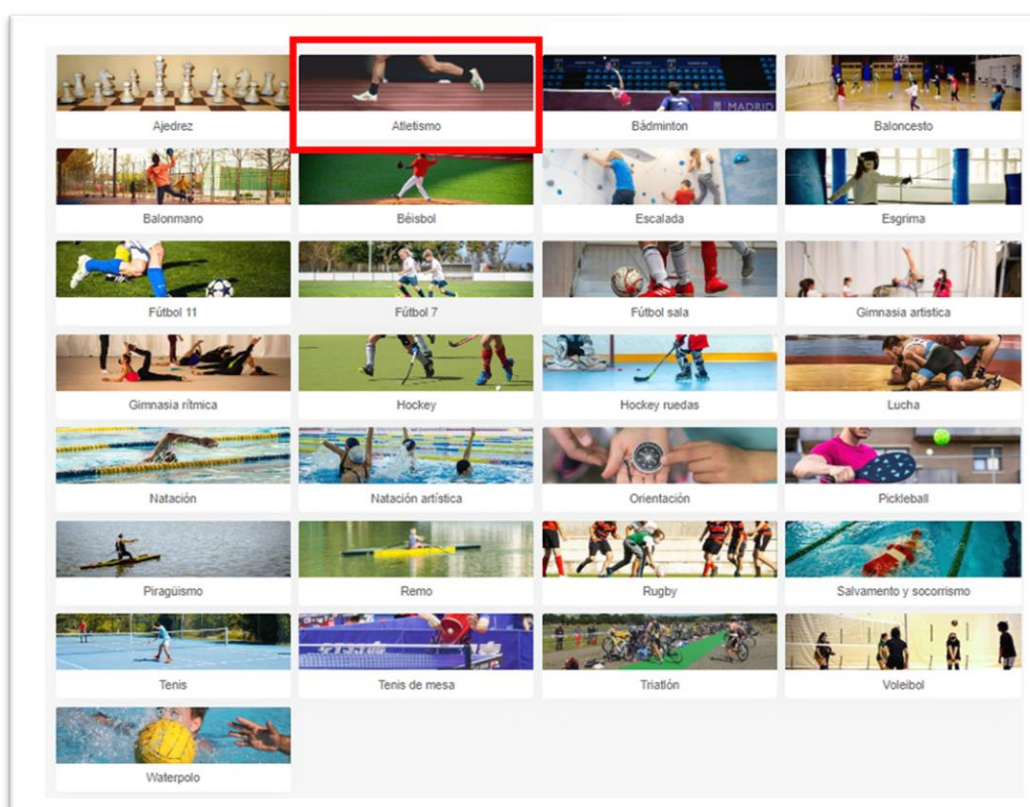 Ajedrez
Atletismo
Bádminton
MADRID
Baloncesto
Balonmano
Béisbol
Escalada
Esgrima
Fútbol 11
Fútbol 7
Fútbol sala
Gimnasia artistica
Gimnasia rítmica
Hockey
Hockey ruedas
Lucha
Natación
Natación artística
Orientación
Pickleball
Piragüismo
Remo
Rugby
Salvamento y socorrismo
Tenis
Tenis de mesa
Triatlón
Voleibol
Waterpolo